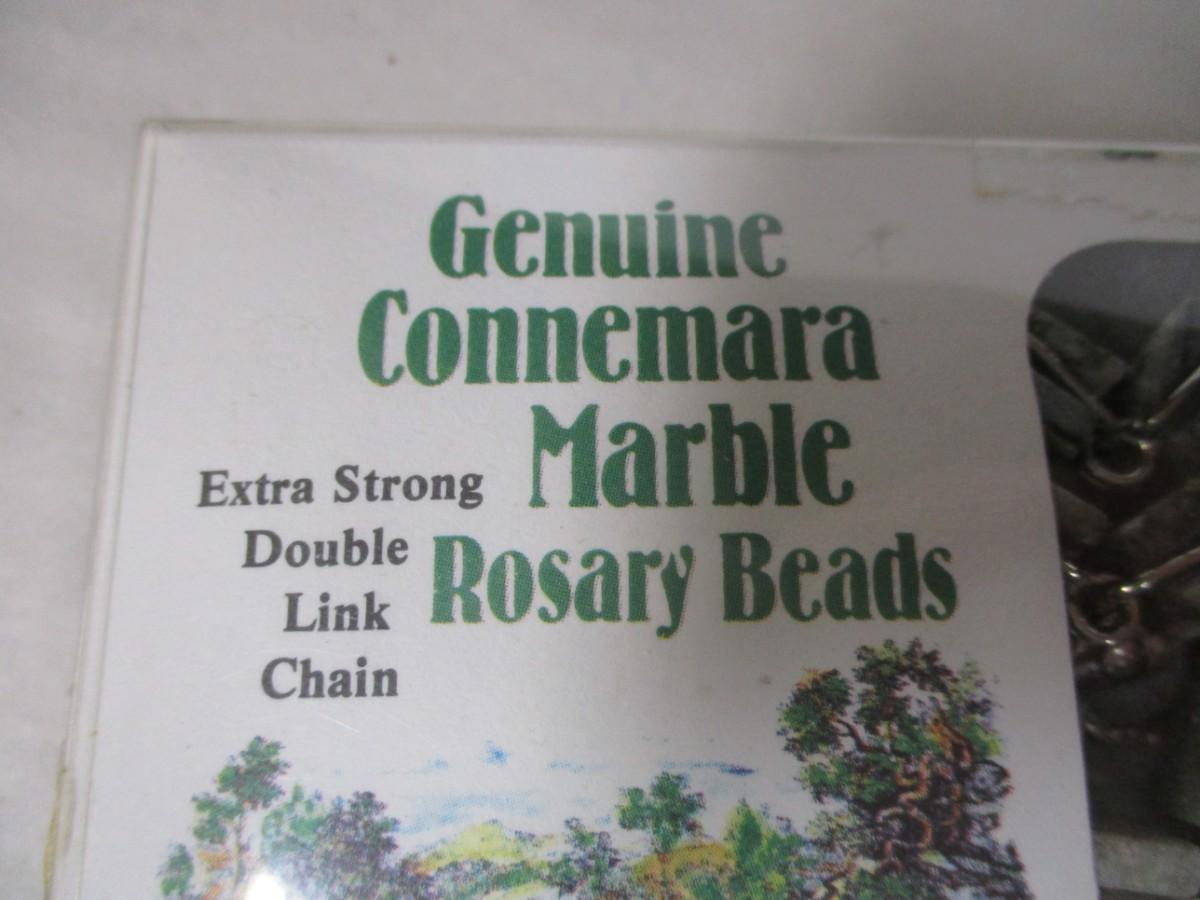 Genuine
Connemara
Marble
Rosary Beads
Extra Strong
Double
Link
Chain